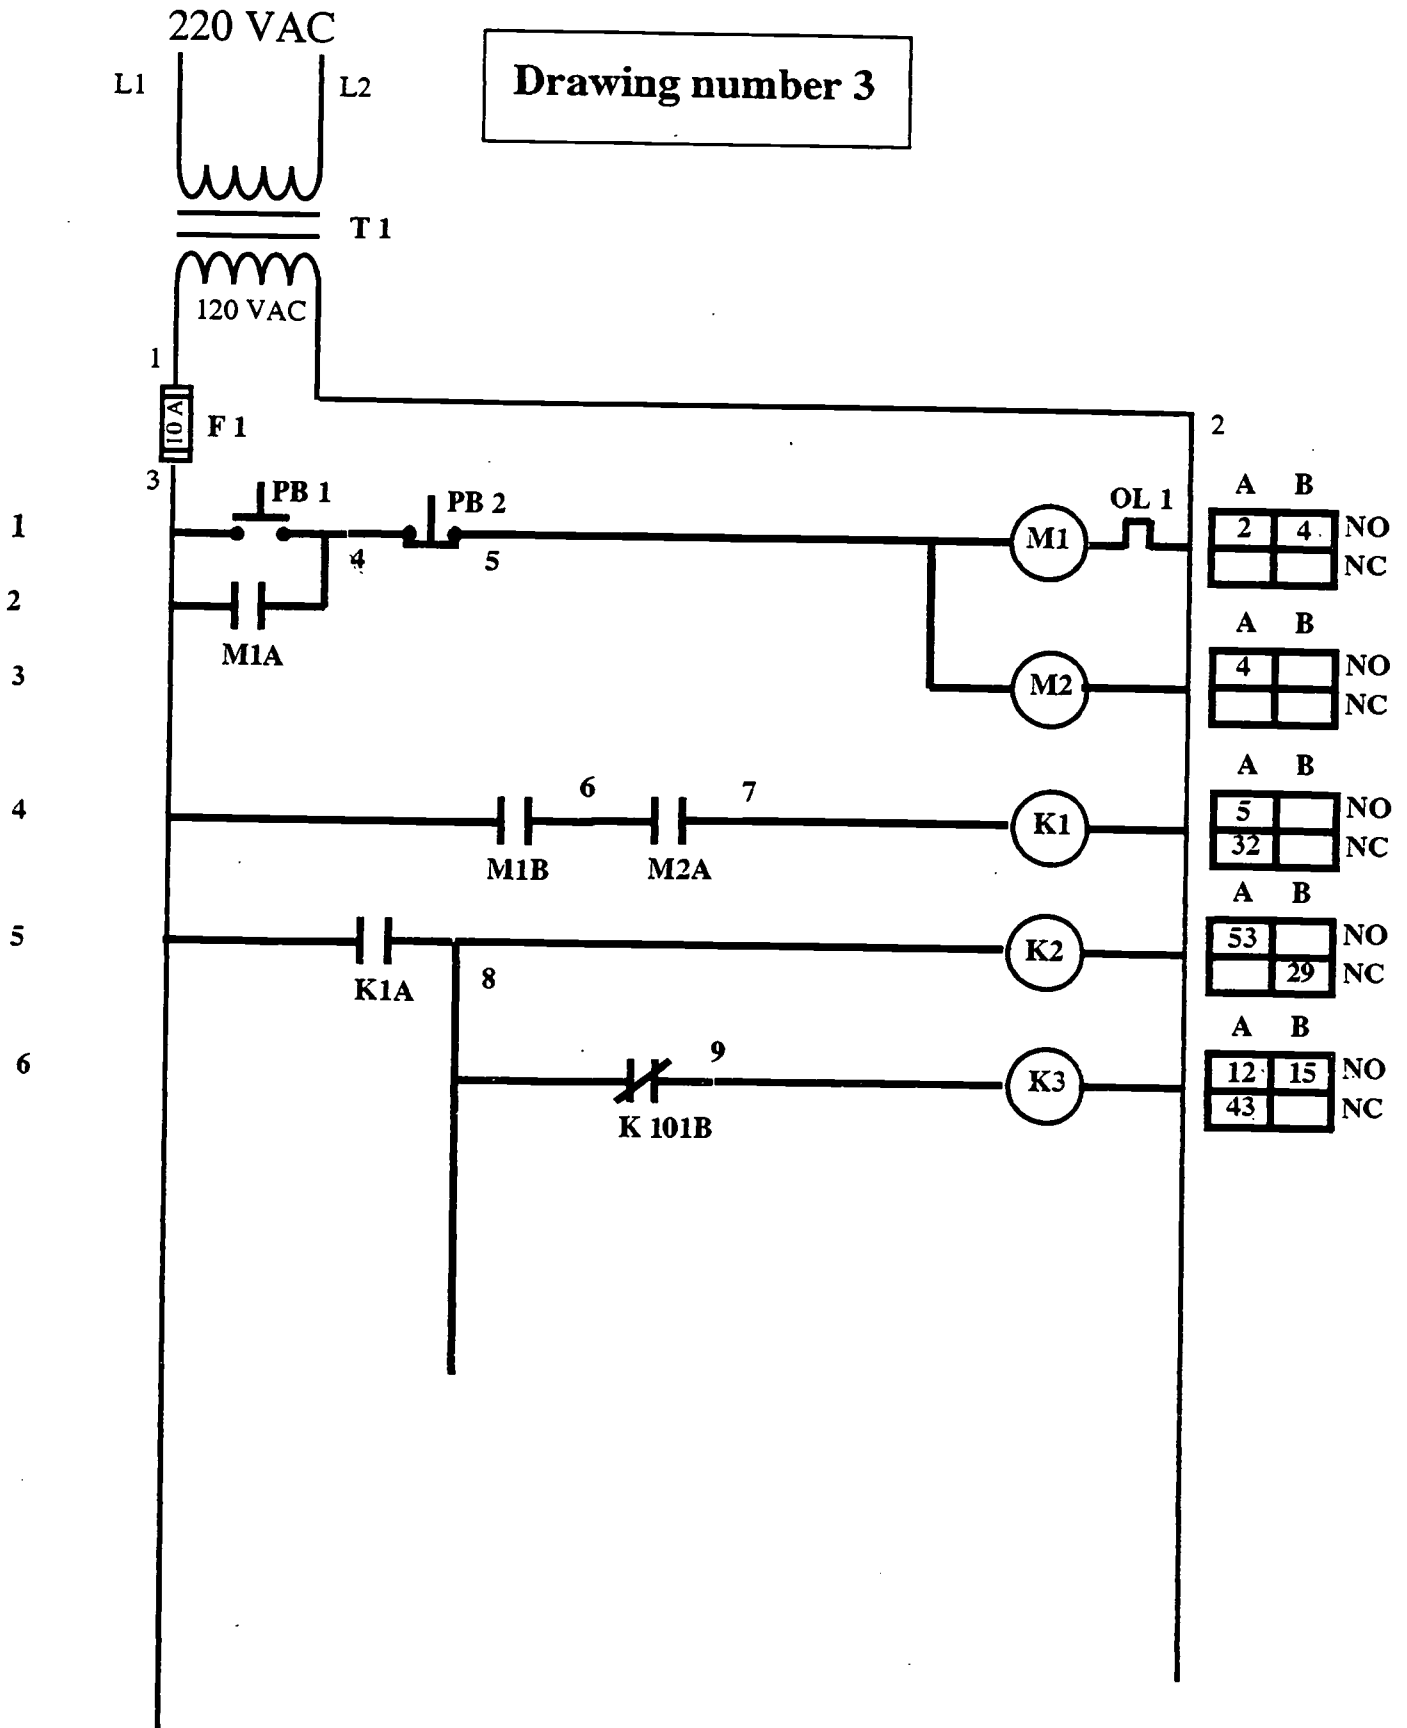 220 VAC
L1 L2
Drawing number 3
T 1
120 VAC
1
10 A F 1
2
3
A B
1 PB 1 PB 2 M1 OL 1 2 4 NO
4 5 NC
2
M1A
A B
3 M2 4 NO
NC
A B
4 6 7 K1 5 NO
M1B M2A 32 NC
A B
5 K2 53 NO
K1A 8 29 NC
A B
6 9 K3 12 15 NO
K 101B 43 NC